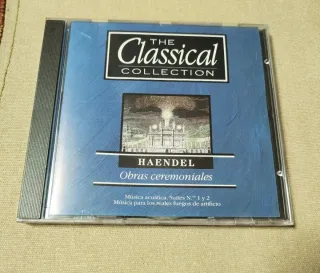 THE
Classical
COLLECTION
HAENDEL
Obras ceremoniales
Música acuática: Suites N.ᵒˢ 1 y 2
Música para los reales fuegos de artificio